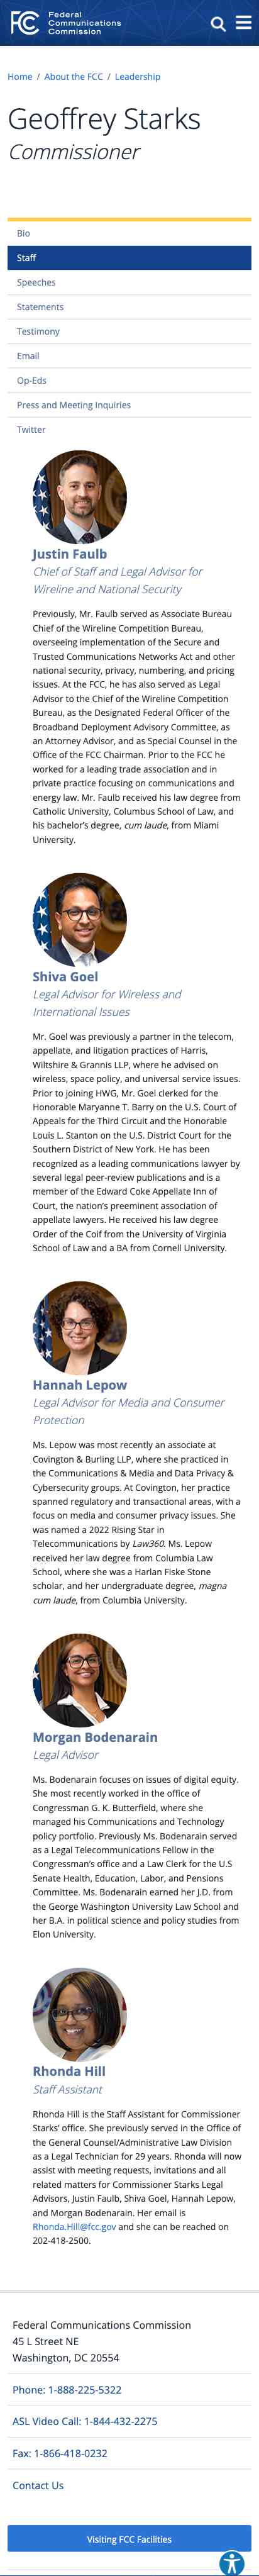 Federal
Communications
Commission
Home / About the FCC / Leadership
Geoffrey Starks
Commissioner
Bio
Staff
Speeches
Statements
Testimony
Email
Op-Eds
Press and Meeting Inquiries
Twitter
Justin Faulb
Chief of Staff and Legal Advisor for
Wireline and National Security
Previously, Mr. Faulb served as Associate Bureau
Chief of the Wireline Competition Bureau,
overseeing implementation of the Secure and
Trusted Communications Networks Act and other
national security, privacy, numbering, and pricing
issues. At the FCC, he has also served as Legal
Advisor to the Chief of the Wireline Competition
Bureau, as the Designated Federal Officer of the
Broadband Deployment Advisory Committee, as
an Attorney Advisor, and as Special Counsel in the
Office of the FCC Chairman. Prior to the FCC he
worked for a leading trade association and in
private practice focusing on communications and
energy law. Mr. Faulb received his law degree from
Catholic University, Columbus School of Law, and
his bachelor's degree, cum laude, from Miami
University.
Shiva Goel
Legal Advisor for Wireless and
International Issues
Mr. Goel was previously a partner in the telecom,
appellate, and litigation practices of Harris,
Wiltshire & Grannis LLP, where he advised on
wireless, space policy, and universal service issues.
Prior to joining HWG, Mr. Goel clerked for the
Honorable Maryanne T. Barry on the U.S. Court of
Appeals for the Third Circuit and the Honorable
Louis L. Stanton on the U.S. District Court for the
Southern District of New York. He has been
recognized as a leading communications lawyer by
several legal peer-review publications and is a
member of the Edward Coke Appellate Inn of
Court, the nation's preeminent association of
appellate lawyers. He received his law degree
Order of the Coif from the University of Virginia
School of Law and a BA from Cornell University.
Hannah Lepow
Legal Advisor for Media and Consumer
Protection
Ms. Lepow was most recently an associate at
Covington & Burling LLP, where she practiced in
the Communications & Media and Data Privacy &
Cybersecurity groups. At Covington, her practice
spanned regulatory and transactional areas, with a
focus on media and consumer privacy issues. She
was named a 2022 Rising Star in
Telecommunications by Law360. Ms. Lepow
received her law degree from Columbia Law
School, where she was a Harlan Fiske Stone
scholar, and her undergraduate degree, magna
cum laude, from Columbia University.
Morgan Bodenarain
Legal Advisor
Ms. Bodenarain focuses on issues of digital equity.
She most recently worked in the office of
Congressman G. K. Butterfield, where she
managed his Communications and Technology
policy portfolio. Previously Ms. Bodenarain served
as a Legal Telecommunications Fellow in the
Congressman's office and a Law Clerk for the U.S
Senate Health, Education, Labor, and Pensions
Committee. Ms. Bodenarain earned her J.D. from
the George Washington University Law School and
her B.A. in political science and policy studies from
Elon University.
Rhonda Hill
Staff Assistant
Rhonda Hill is the Staff Assistant for Commissioner
Starks' office. She previously served in the Office of
the General Counsel/Administrative Law Division
as a Legal Technician for 29 years. Rhonda will now
assist with meeting requests, invitations and all
related matters for Commissioner Starks Legal
Advisors, Justin Faulb, Shiva Goel, Hannah Lepow,
and Morgan Bodenarain. Her email is
Rhonda.Hill@fcc.gov and she can be reached on
202-418-2500.
Federal Communications Commission
45 L Street NE
Washington, DC 20554
Phone: 1-888-225-5322
ASL Video Call: 1-844-432-2275
Fax: 1-866-418-0232
Contact Us
Visiting FCC Facilities